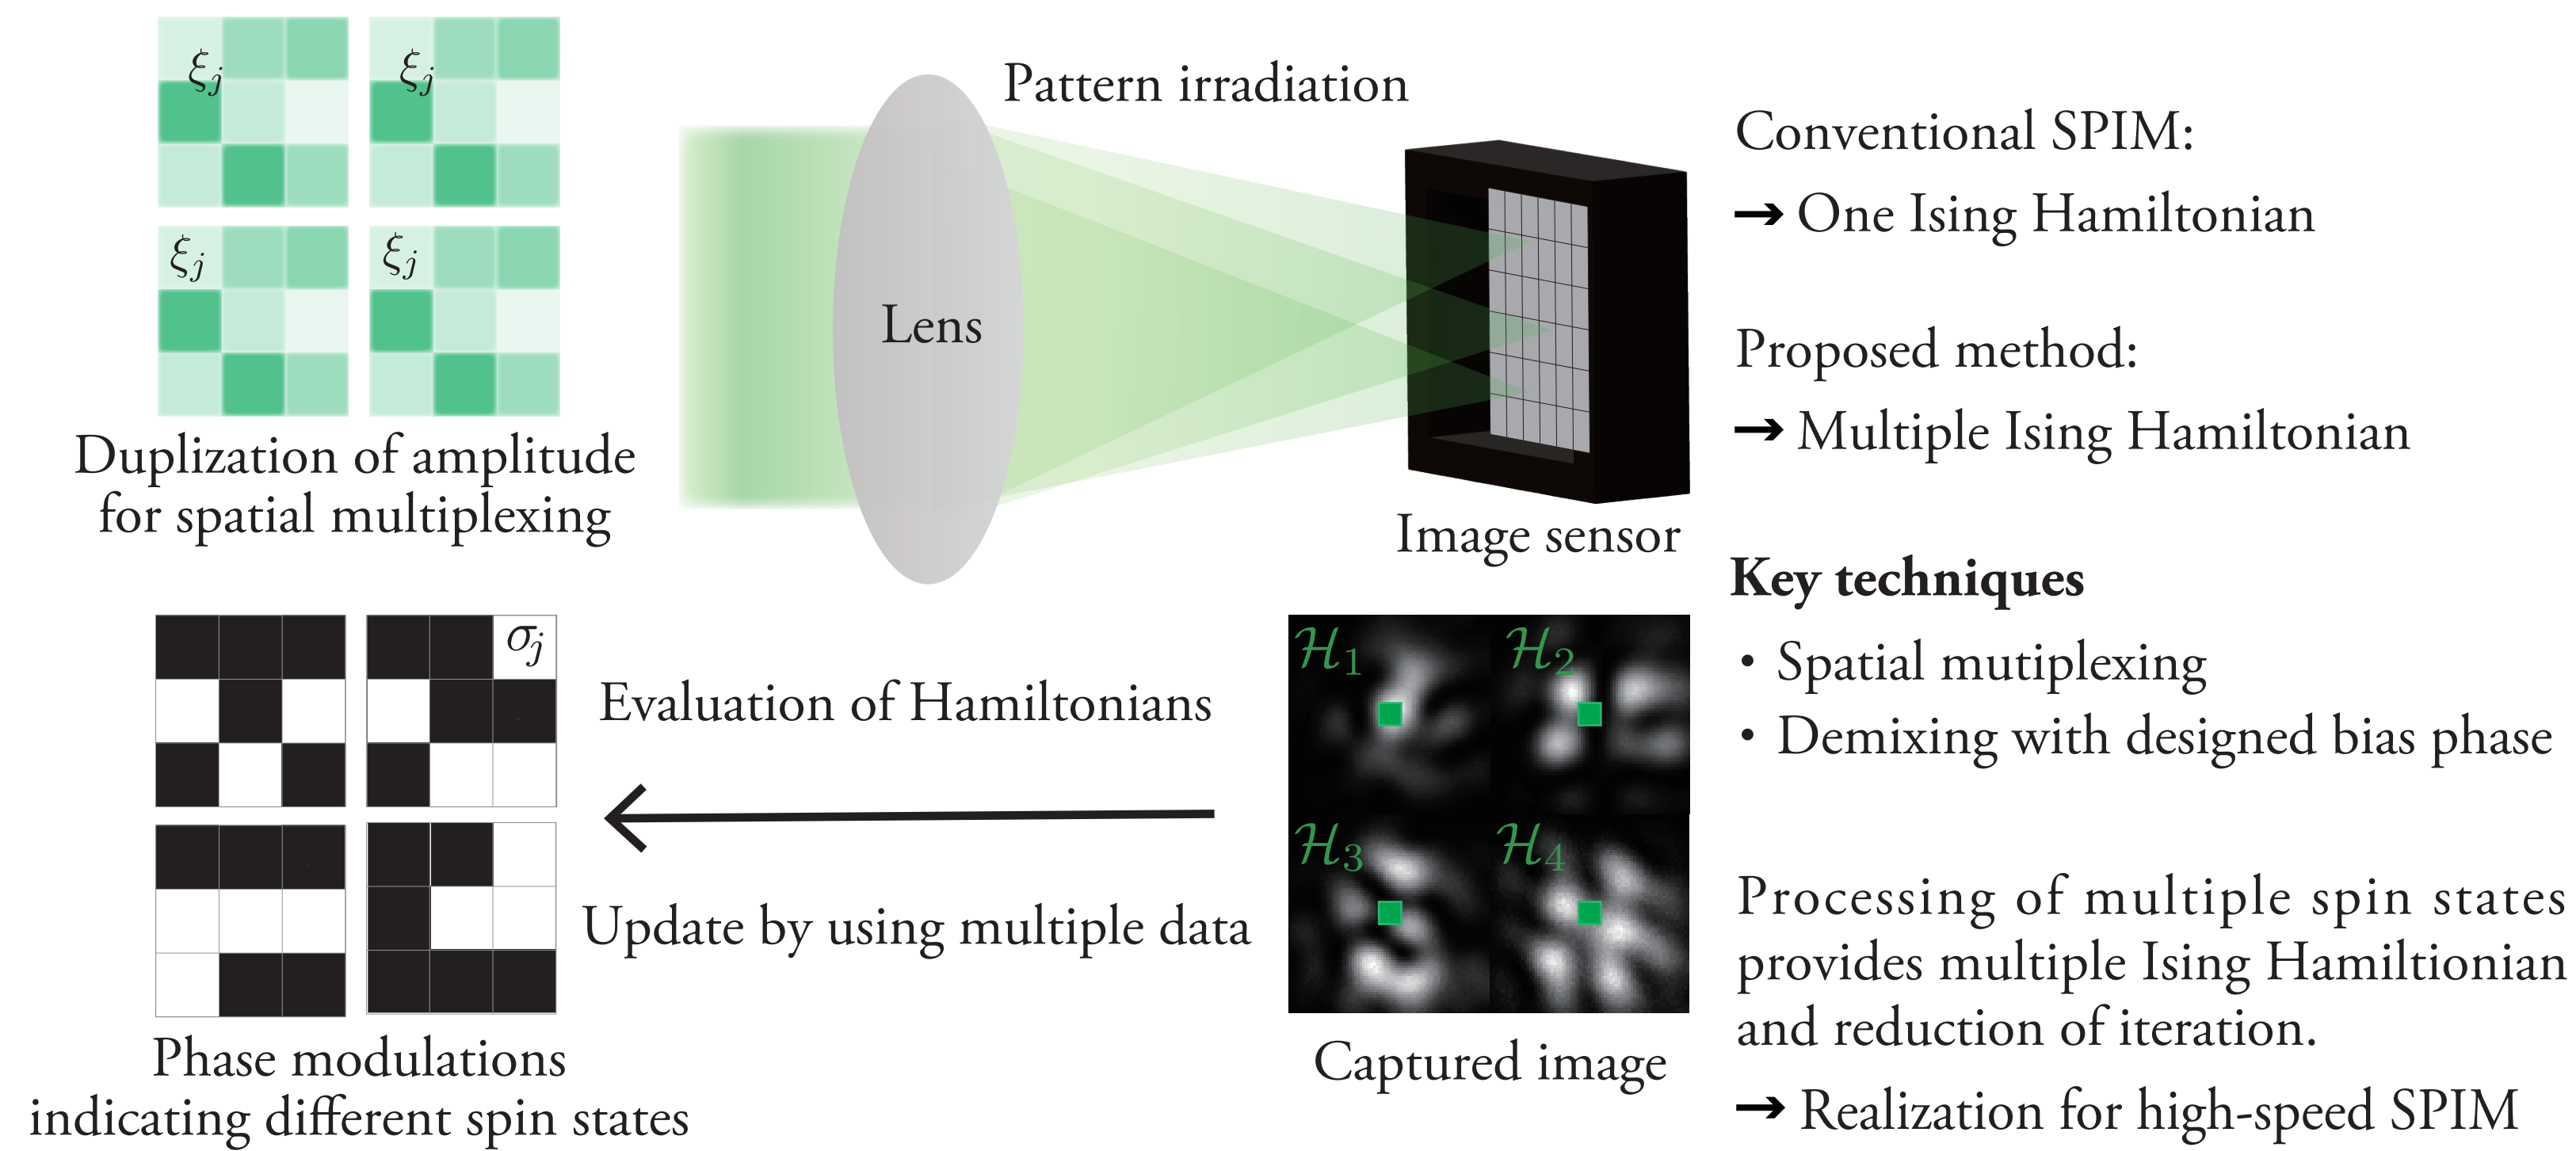 ξj
ξj
ξj
ξj
Duplization of amplitude
for spatial multiplexing
Pattern irradiation
Lens
Image sensor
σj
Phase modulations
indicating different spin states
Evaluation of Hamiltonians
Update by using multiple data
ℋ1
ℋ2
ℋ3
ℋ4
Captured image
Conventional SPIM:
→ One Ising Hamiltonian
Proposed method:
→ Multiple Ising Hamiltonian
Key techniques
・ Spatial mutiplexing
・ Demixing with designed bias phase
Processing of multiple spin states
provides multiple Ising Hamiltionian
and reduction of iteration.
→ Realization for high-speed SPIM